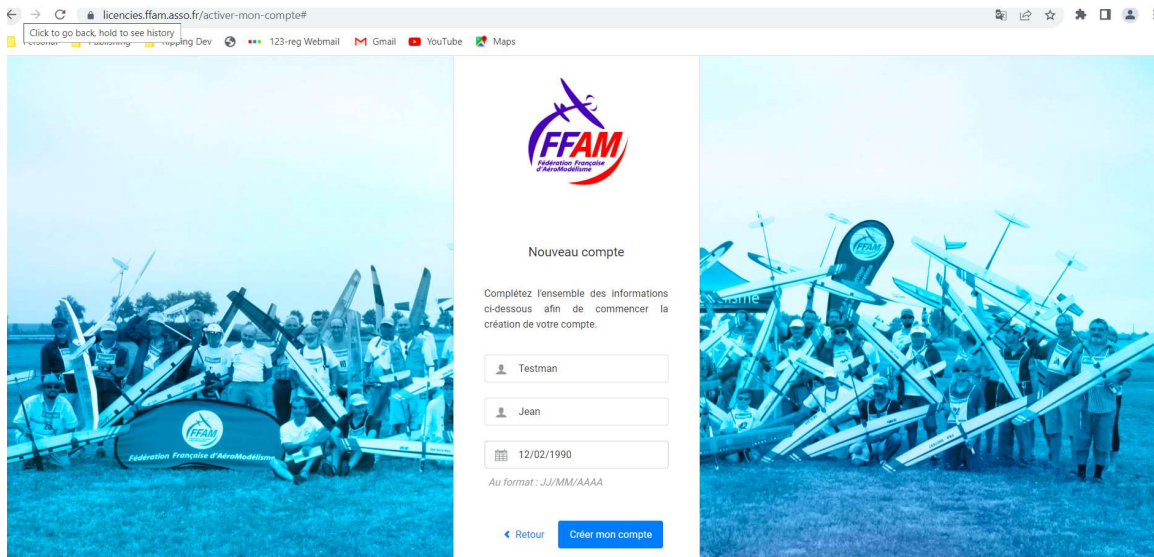 licencies.ffam.asso.fr/activer-mon-compte#
Click to go back, hold to see history
123-reg Webmail
Gmail
YouTube
Maps
FFAM
Fédération Française
d'AéroModélisme
Nouveau compte
Complétez l'ensemble des informations
ci-dessous afin de commencer la
création de votre compte.
Testman
Jean
12/02/1990
Au format : JJ/MM/AAAA
Retour
Créer mon compte
FFAM
Fédération Française d'AéroModélisme
FFAM